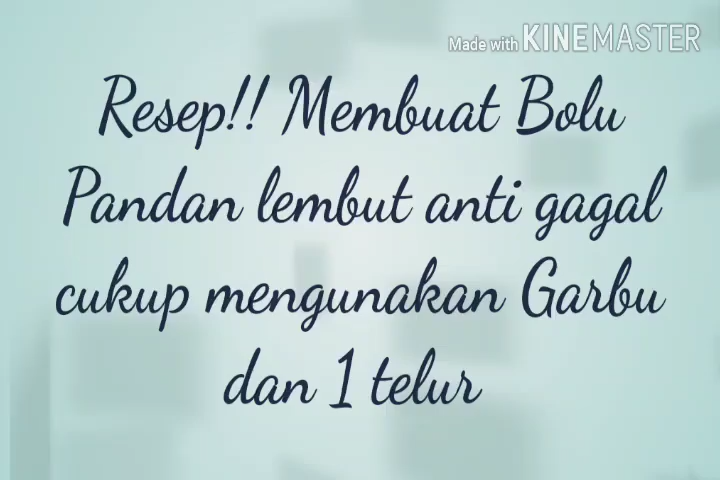 Made with KINEMASTER
Resep!! Membuat Bolu
Pandan lembut anti gagal
cukup mengunakan Garbu
dan 1 telur